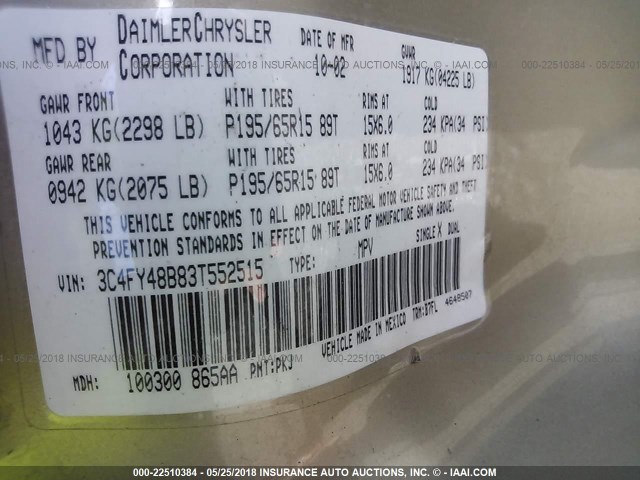 MFD BY DAIMLERCHRYSLER CORPORATION DATE OF MFR 10-02 GVWR 1917 KG(04225 LB)
GAWR FRONT WITH TIRES RIMS AT COLD
1043 KG(2298 LB) P195/65R15 89T 15X6.0 234 KPA(34 PSI)
GAWR REAR WITH TIRES RIMS AT COLD
0942 KG(2075 LB) P195/65R15 89T 15X6.0 234 KPA(34 PSI
THIS VEHICLE CONFORMS TO ALL APPLICABLE FEDERAL MOTOR VEHICLE SAFETY AND THEFT
PREVENTION STANDARDS IN EFFECT ON THE DATE OF MANUFACTURE SHOWN ABOVE.
VIN: 3C4FY48B83T552515 TYPE: MPV SINGLE X DUAL
4648507
VEHICLE MADE IN MEXICO TRM:B7FL
MDH: 100300 865AA PNT:PKJ
000-22510384 - 05/25/2018 INSURANCE AUTO AUCTIONS, INC. - © IAAI.COM